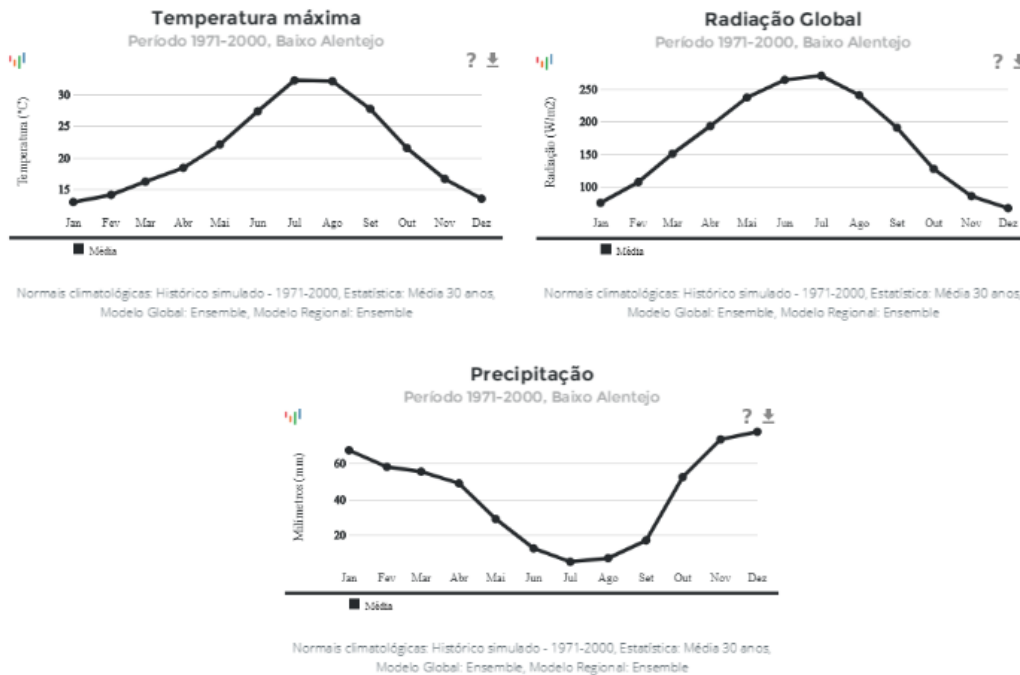 Temperatura máxima
Período 1971-2000, Baixo Alentejo
?
Temperatura (°C)
30
25
20
15
Jan Fev Mar Abr Mai Jun Jul Ago Set Out Nov Dez
Média
Normais climatológicas: Histórico simulado - 1971-2000, Estatística: Média 30 anos,
Modelo Global: Ensemble, Modelo Regional: Ensemble
Radiação Global
Período 1971-2000, Baixo Alentejo
?
Radiação (W/m2)
250
200
150
100
Jan Fev Mar Abr Mai Jun Jul Ago Set Out Nov Dez
Média
Normais climatológicas: Histórico simulado - 1971-2000, Estatística: Média 30 anos,
Modelo Global: Ensemble, Modelo Regional: Ensemble
Precipitação
Período 1971-2000, Baixo Alentejo
?
Milímetros (mm)
60
40
20
Jan Fev Mar Abr Mai Jun Jul Ago Set Out Nov Dez
Média
Normais climatológicas: Histórico simulado - 1971-2000, Estatística: Média 30 anos,
Modelo Global: Ensemble, Modelo Regional: Ensemble